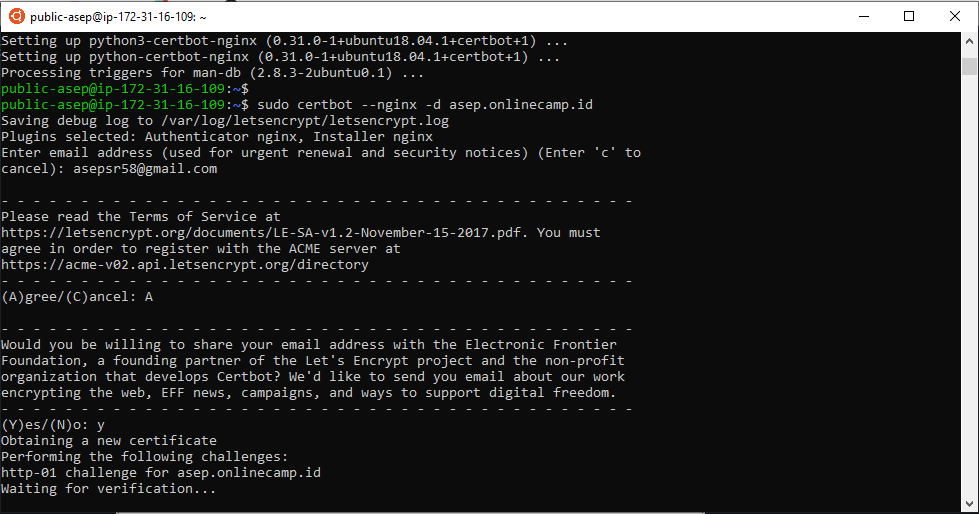 public-asep@ip-172-31-16-109: ~
Setting up python3-certbot-nginx (0.31.0-1+ubuntu18.04.1+certbot+1) ...
Setting up python-certbot-nginx (0.31.0-1+ubuntu18.04.1+certbot+1) ...
Processing triggers for man-db (2.8.3-2ubuntu0.1) ...
public-asep@ip-172-31-16-109:~$
public-asep@ip-172-31-16-109:~$ sudo certbot --nginx -d asep.onlinecamp.id
Saving debug log to /var/log/letsencrypt/letsencrypt.log
Plugins selected: Authenticator nginx, Installer nginx
Enter email address (used for urgent renewal and security notices) (Enter 'c' to
cancel): asepsr58@gmail.com
- - - - - - - - - - - - - - - - - - - - - - - - - - - - - - - - - - - - - - - -
Please read the Terms of Service at
https://letsencrypt.org/documents/LE-SA-v1.2-November-15-2017.pdf. You must
agree in order to register with the ACME server at
https://acme-v02.api.letsencrypt.org/directory
- - - - - - - - - - - - - - - - - - - - - - - - - - - - - - - - - - - - - - - -
(A)gree/(C)ancel: A
- - - - - - - - - - - - - - - - - - - - - - - - - - - - - - - - - - - - - - - -
Would you be willing to share your email address with the Electronic Frontier
Foundation, a founding partner of the Let's Encrypt project and the non-profit
organization that develops Certbot? We'd like to send you email about our work
encrypting the web, EFF news, campaigns, and ways to support digital freedom.
- - - - - - - - - - - - - - - - - - - - - - - - - - - - - - - - - - - - - - - -
(Y)es/(N)o: y
Obtaining a new certificate
Performing the following challenges:
http-01 challenge for asep.onlinecamp.id
Waiting for verification...